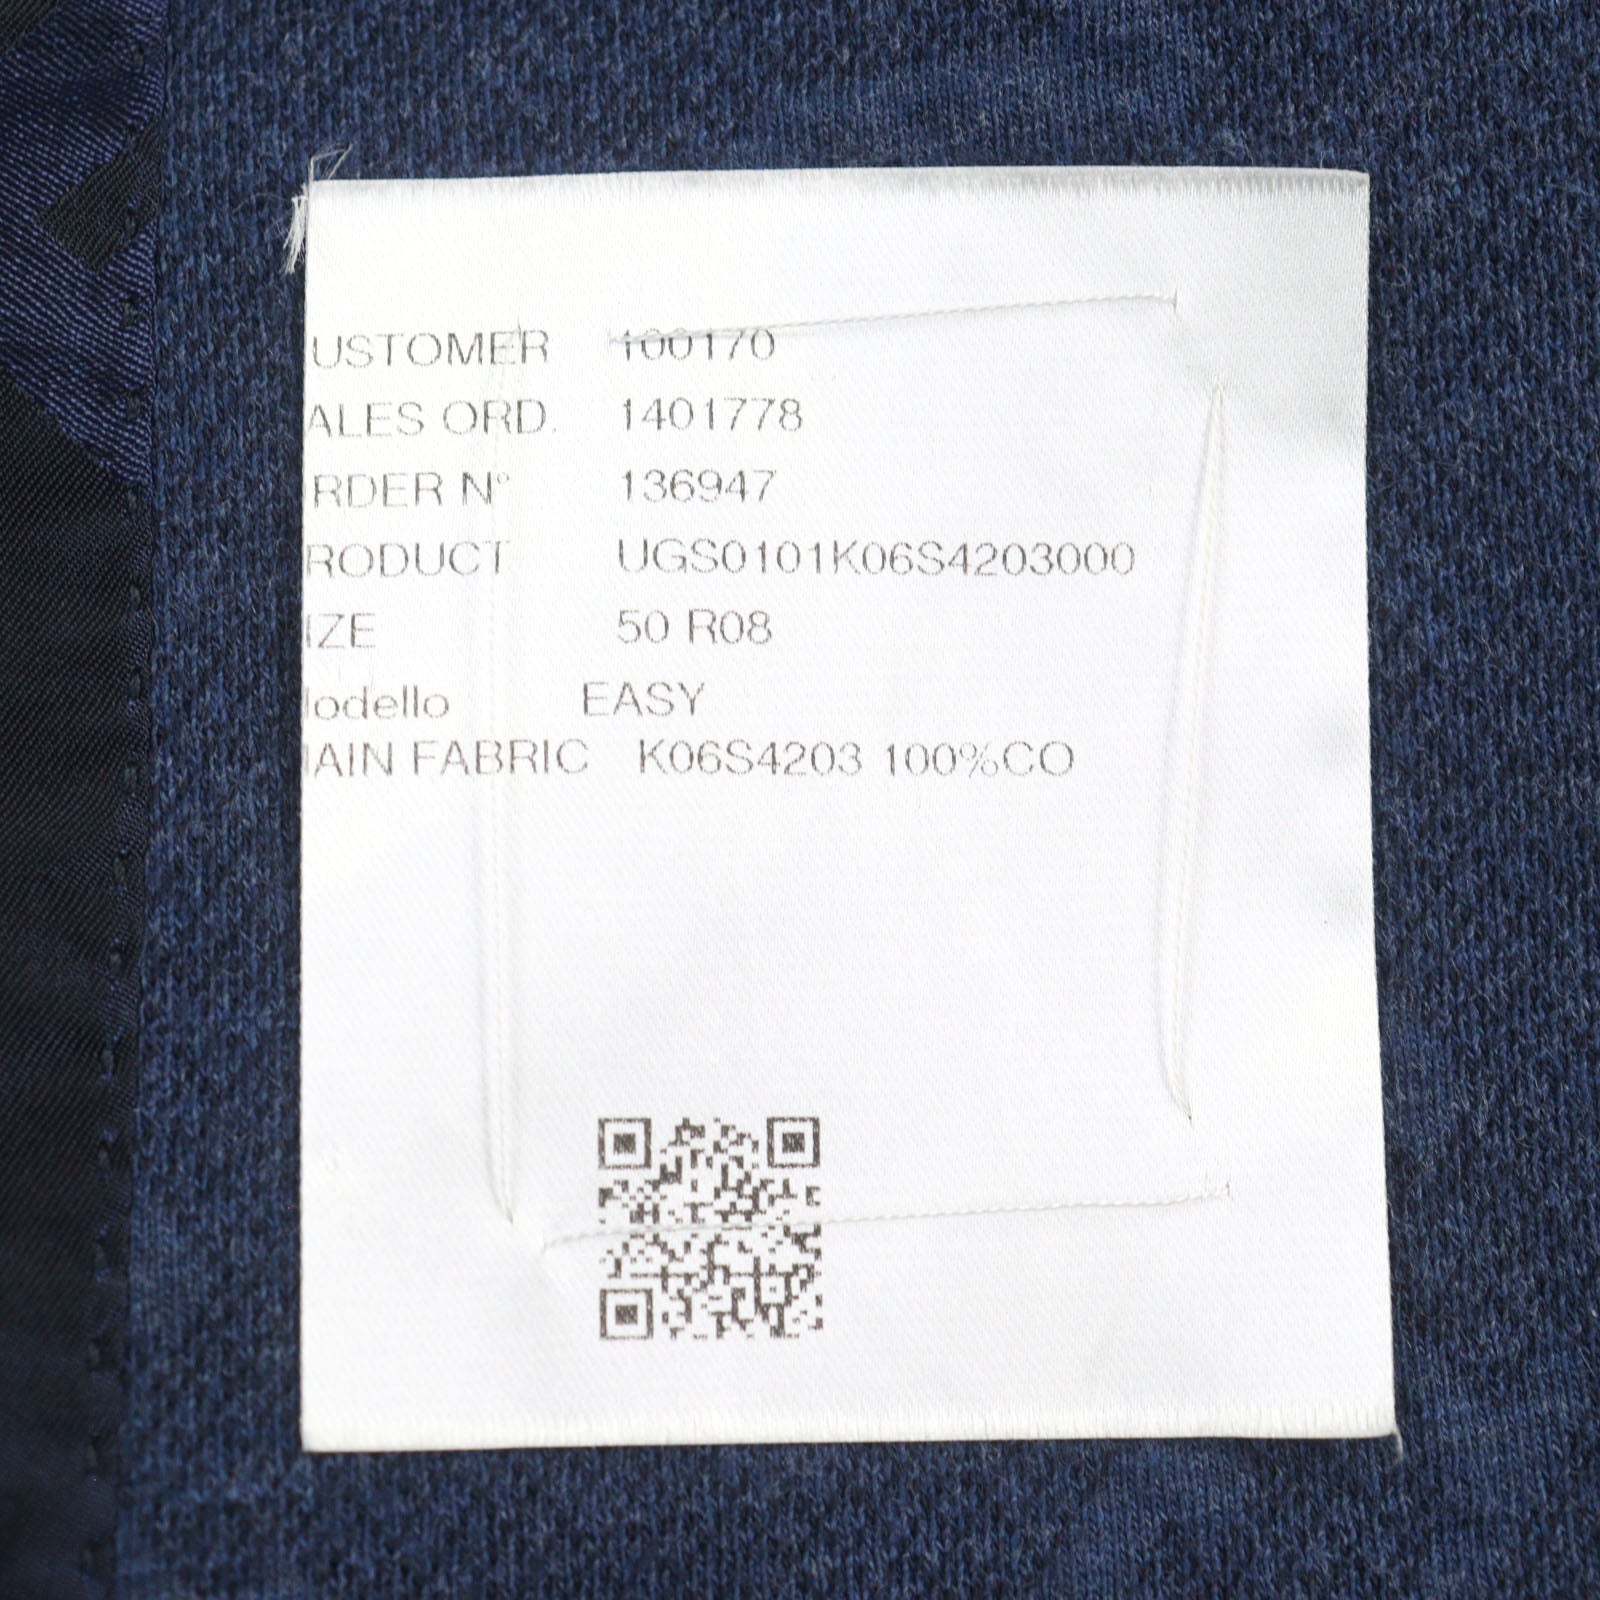 USTOMER 100170
ALES ORD. 1401778
RDER N° 136947
RODUCT UGS0101K06S4203000
IZE 50 R08
lodello EASY
IAIN FABRIC K06S4203 100%CO